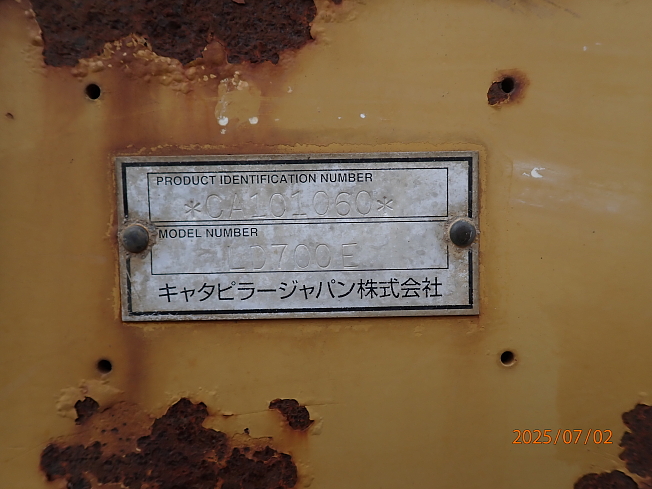 PRODUCT IDENTIFICATION NUMBER
*CA101060*
MODEL NUMBER
LD700E
キャタピラージャパン株式会社
2025/07/02